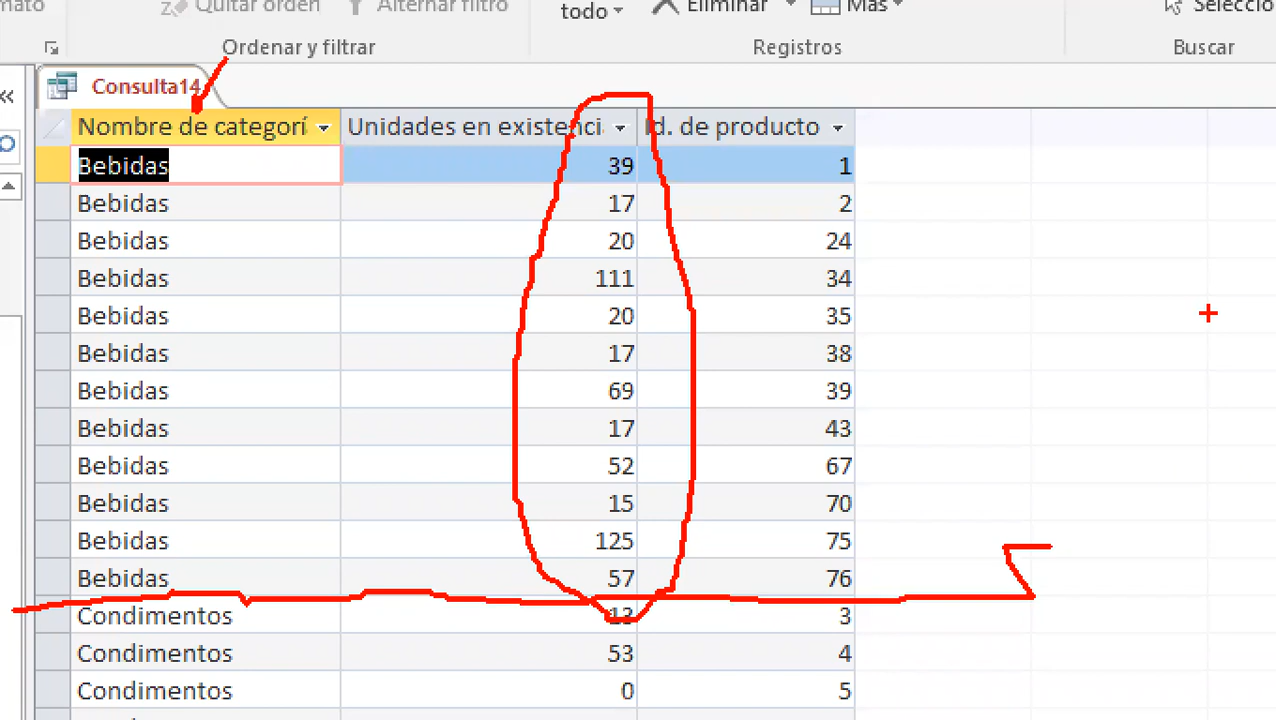 Quitar orden Alternar filtro todo Eliminar Más
Ordenar y filtrar Registros Buscar
Consulta14
Nombre de categorí Unidades en existenci Id. de producto
Bebidas 39 1
Bebidas 17 2
Bebidas 20 24
Bebidas 111 34
Bebidas 20 35
Bebidas 17 38
Bebidas 69 39
Bebidas 17 43
Bebidas 52 67
Bebidas 15 70
Bebidas 125 75
Bebidas 57 76
Condimentos 13 3
Condimentos 53 4
Condimentos 0 5